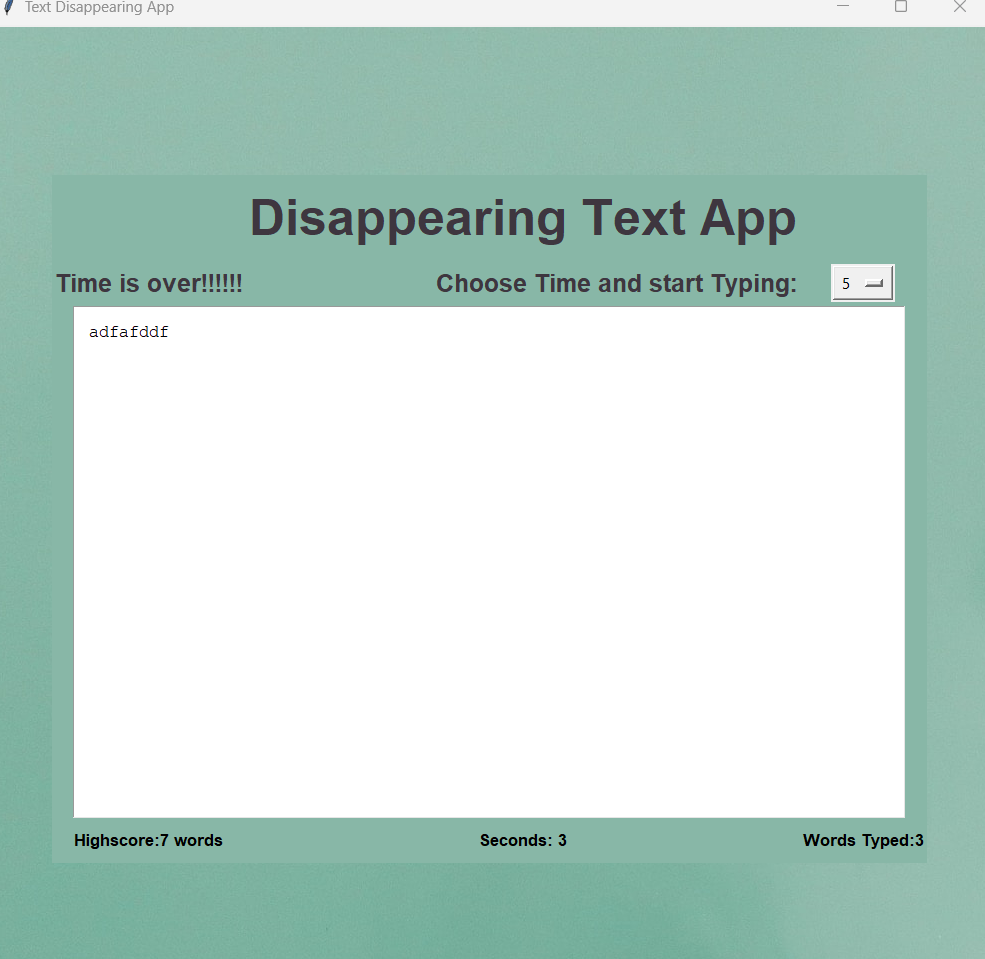 Text Disappearing App
Disappearing Text App
Time is over!!!!!!
Choose Time and start Typing:
5
adfafddf
Highscore:7 words
Seconds: 3
Words Typed:3